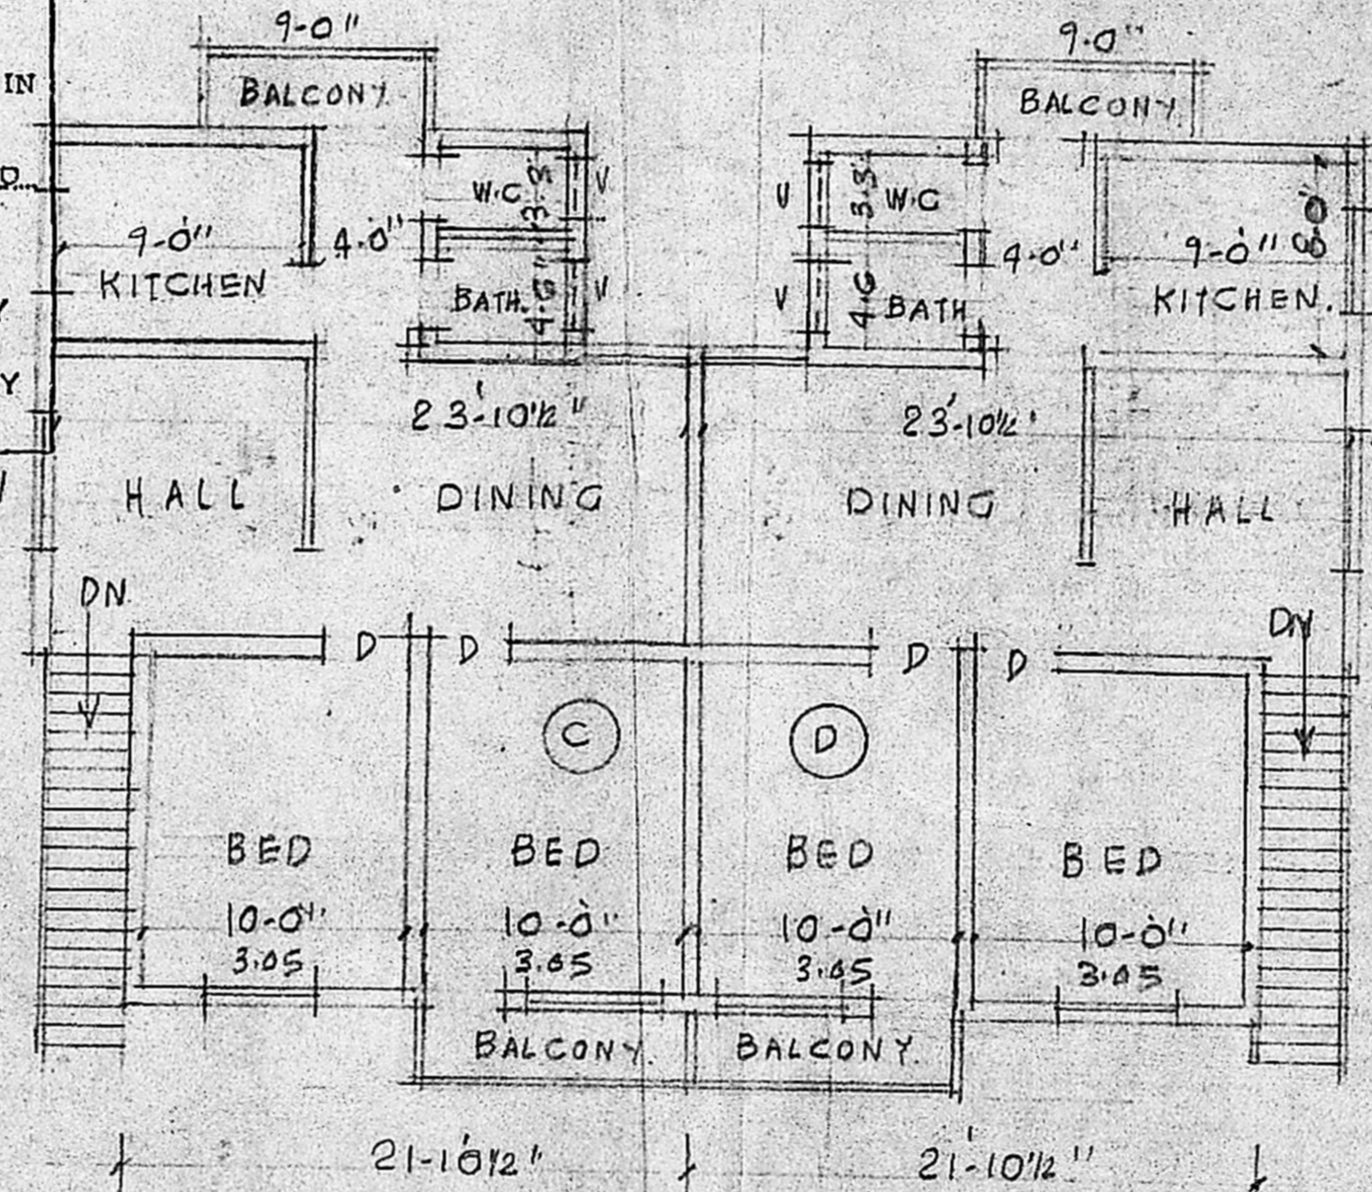 9-0"
9-0"
IN
BALCONY
BALCONY
D...
W.C
3.3'
V
V
3.3'
W.C
9-0"
4-0"
4-0"
9-0"
8-0
KITCHEN
BATH.
4.6"
V
V
4.6
BATH
KITCHEN.
Y
23'-10½"
23'-10½'
HALL
DINING
DINING
HALL
DN
D
D
D
D
DN
C
D
BED
BED
BED
BED
10-0"
10-0"
10-0"
10-0"
3.05
3.05
3.05
3.05
BALCONY.
BALCONY.
21-10½"
21-10½"